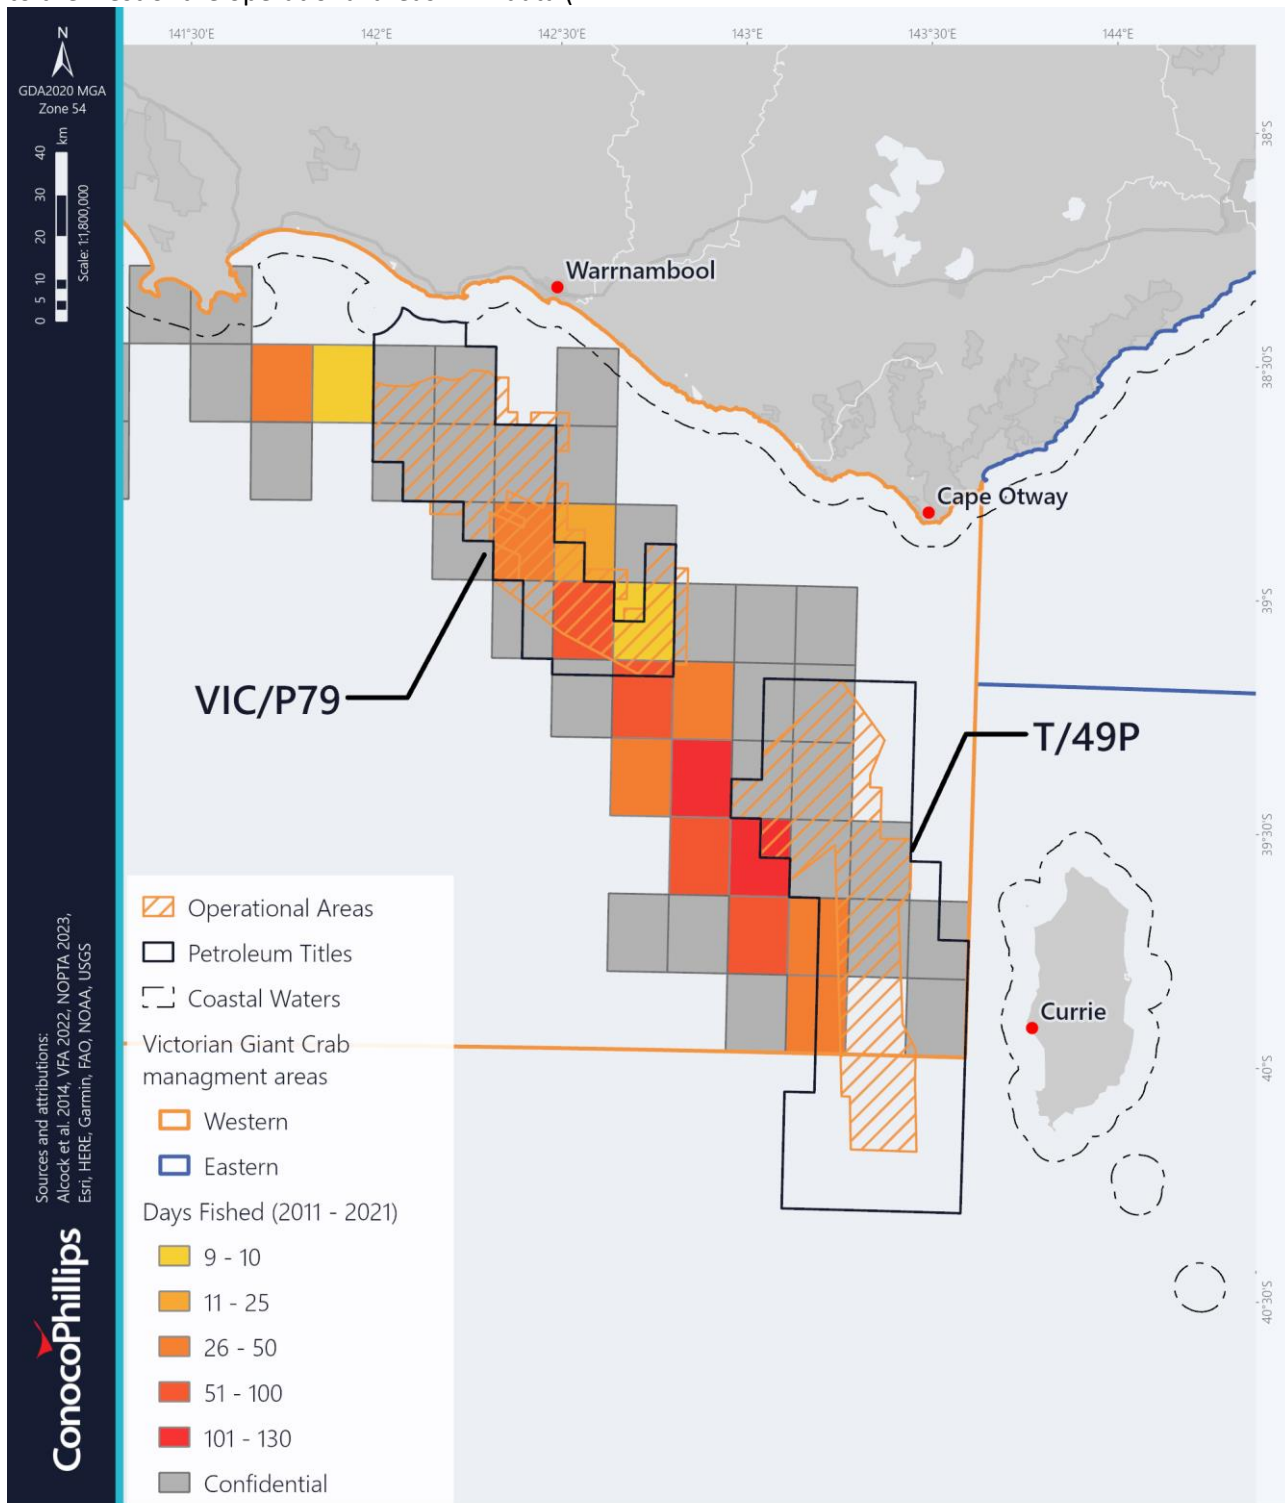 N
GDA2020 MGA
Zone 54
0 5 10 20 30 40 km
Scale: 1:1,800,000
141°30'E 142°E 142°30'E 143°E 143°30'E 144°E
38°S
38°30'S
39°S
39°30'S
40°S
40°30'S
Warrnambool
Cape Otway
VIC/P79
T/49P
Currie
Operational Areas
Petroleum Titles
Coastal Waters
Victorian Giant Crab
managment areas
Western
Eastern
Days Fished (2011 - 2021)
9 - 10
11 - 25
26 - 50
51 - 100
101 - 130
Confidential
Sources and attributions:
Alcock et al. 2014, VFA 2022, NOPTA 2023,
Esri, HERE, Garmin, FAO, NOAA, USGS
ConocoPhillips